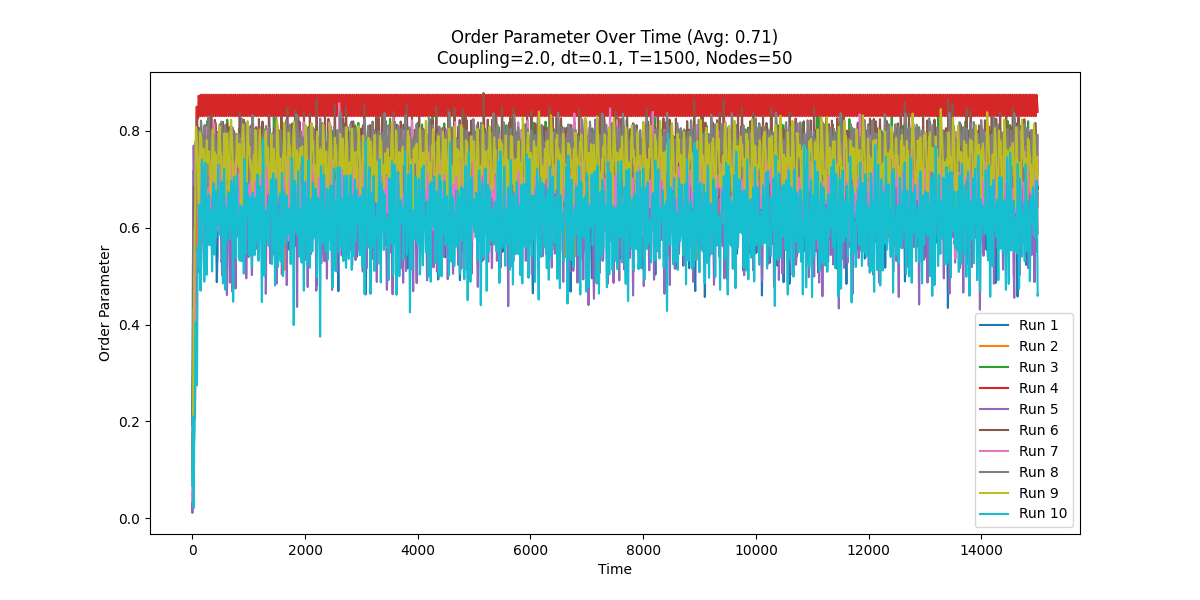 Order Parameter Over Time (Avg: 0.71)
Coupling=2.0, dt=0.1, T=1500, Nodes=50
Order Parameter
0.8
0.6
0.4
0.2
0.0
0 2000 4000 6000 8000 10000 12000 14000
Time
Run 1
Run 2
Run 3
Run 4
Run 5
Run 6
Run 7
Run 8
Run 9
Run 10